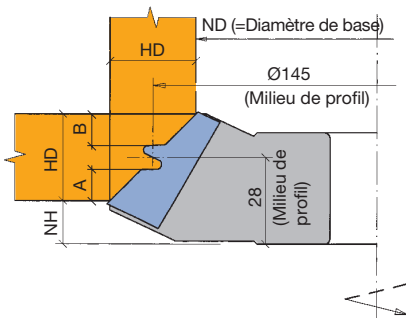 ND (=Diamètre de base)
HD
Ø145
(Milieu de profil)
B
HD
A
NH
28
(Milieu de
profil)